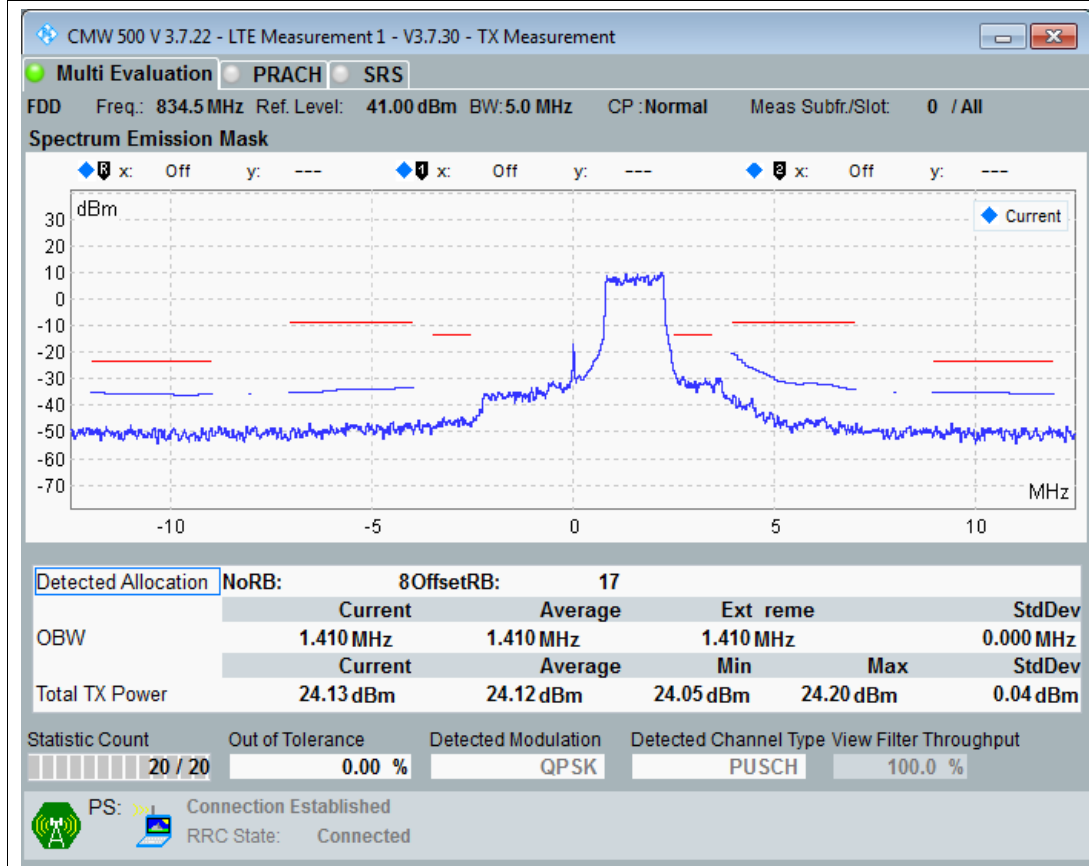 CMW 500 V 3.7.22 - LTE Measurement 1 - V3.7.30 - TX Measurement
Multi Evaluation PRACH SRS
FDD Freq.: 834.5 MHz Ref. Level: 41.00 dBm BW: 5.0 MHz CP : Normal Meas Subfr./Slot: 0 / All
Spectrum Emission Mask
R x: Off y: --- 1 x: Off y: --- 2 x: Off y: ---
dBm
Current
30
20
10
0
-10
-20
-30
-40
-50
-60
-70
MHz
-10 -5 0 5 10
Detected Allocation NoRB: 8 OffsetRB: 17
Current Average Ext reme StdDev
OBW 1.410 MHz 1.410 MHz 1.410 MHz 0.000 MHz
Current Average Min Max StdDev
Total TX Power 24.13 dBm 24.12 dBm 24.05 dBm 24.20 dBm 0.04 dBm
Statistic Count Out of Tolerance Detected Modulation Detected Channel Type View Filter Throughput
20 / 20 0.00 % QPSK PUSCH 100.0 %
PS: Connection Established
RRC State: Connected